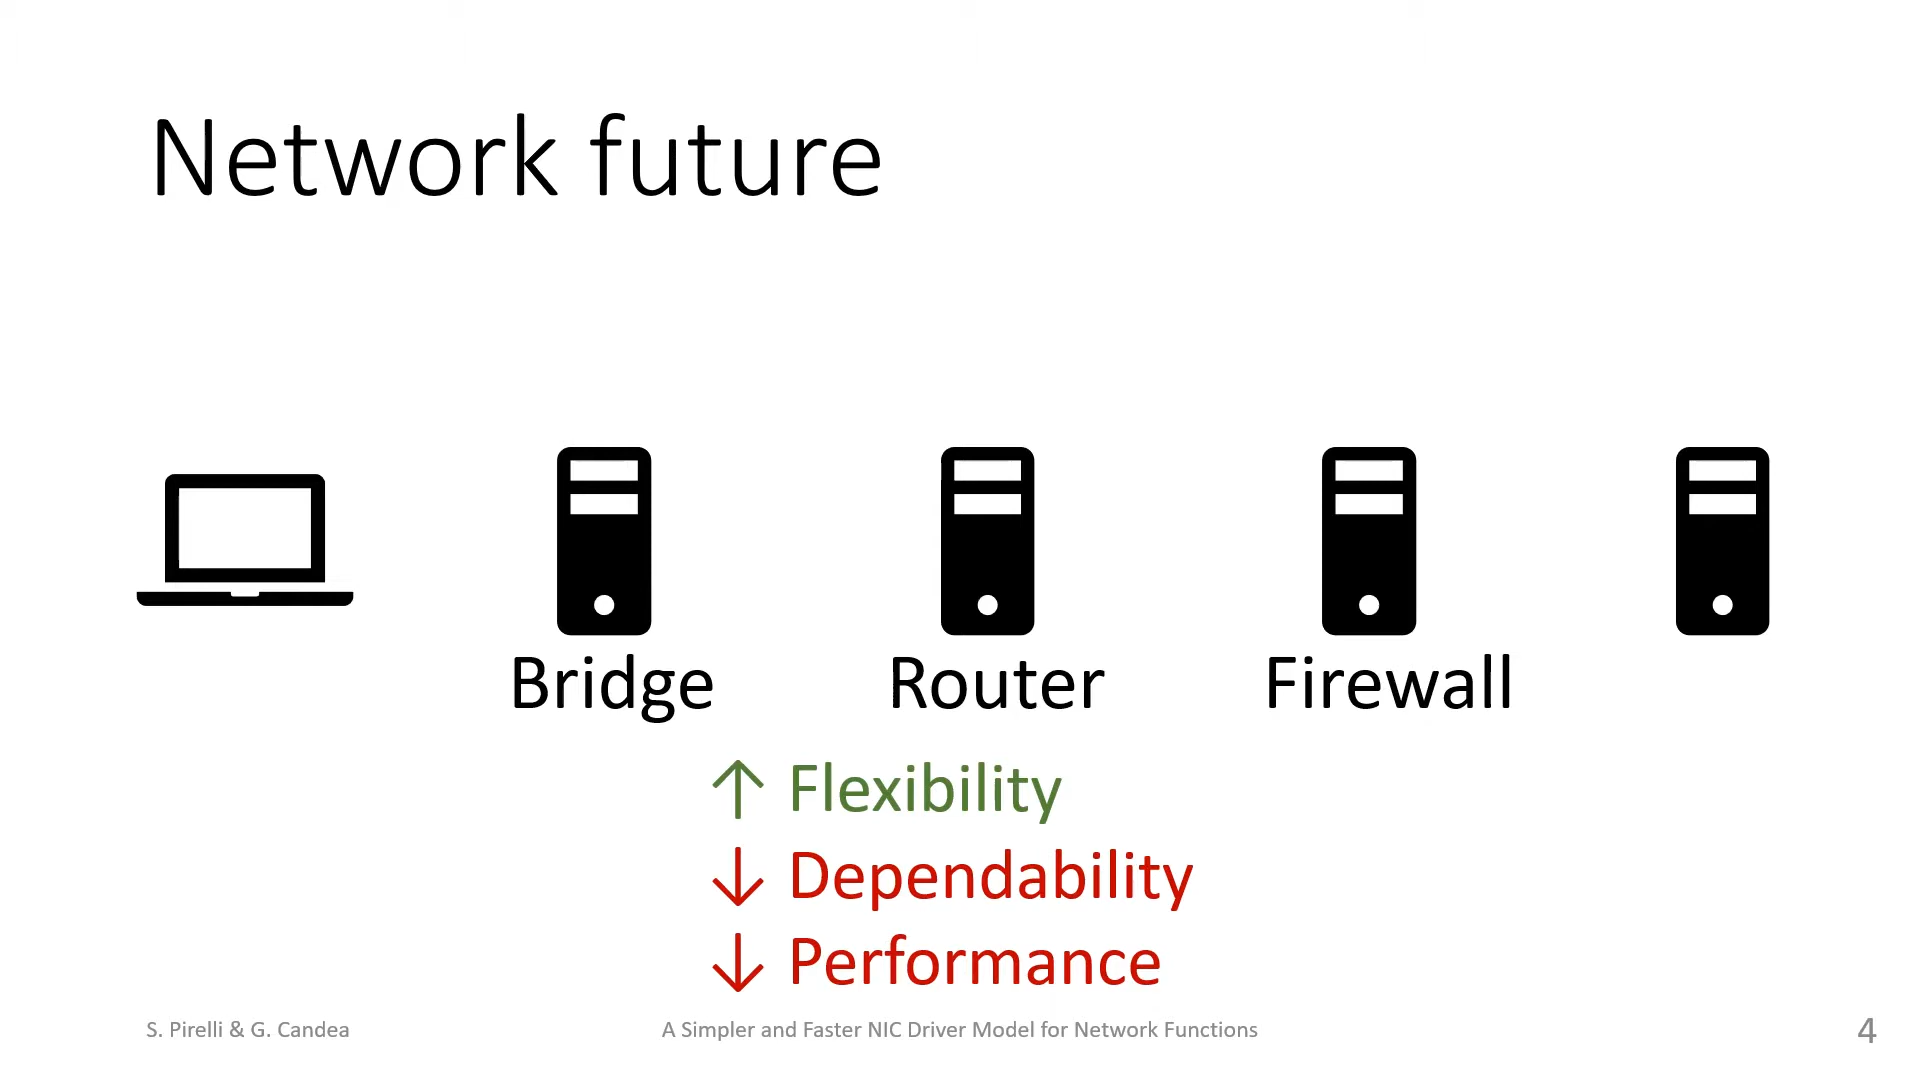 Network future
Bridge
Router
Firewall
↑ Flexibility
↓ Dependability
↓ Performance
S. Pirelli & G. Candea
A Simpler and Faster NIC Driver Model for Network Functions
4